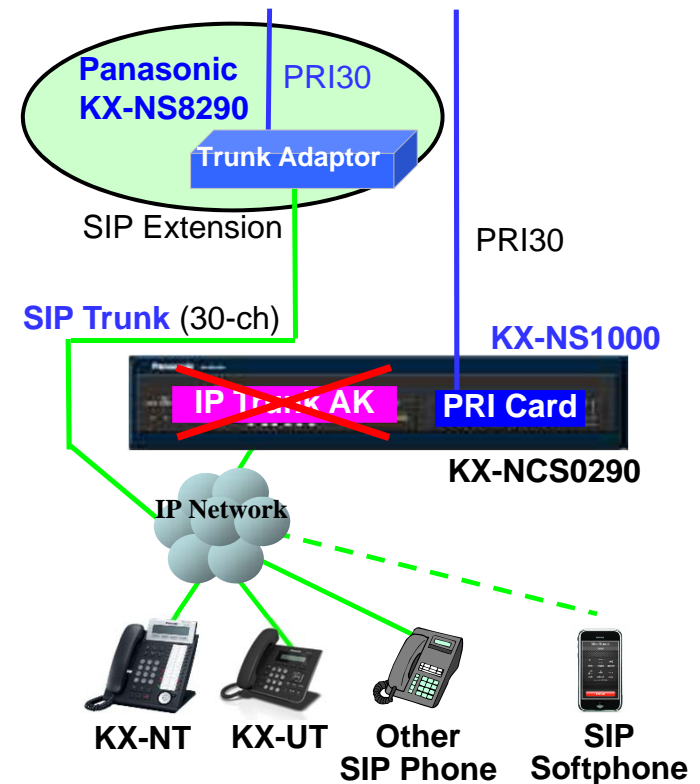 Panasonic
KX-NS8290
PRI30
Trunk Adaptor
SIP Extension
PRI30
SIP Trunk (30-ch)
KX-NS1000
Panasonic
IP Trunk AK
PRI Card
KX-NCS0290
IP Network
KX-NT
KX-UT
Other
SIP Phone
SIP
Softphone